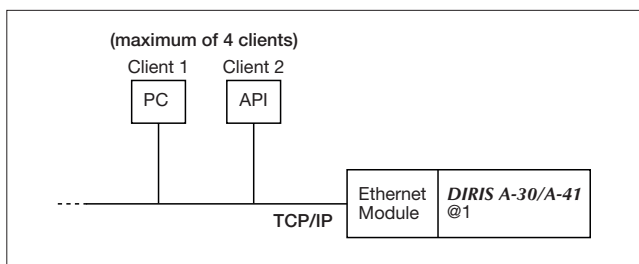 (maximum of 4 clients)
Client 1
Client 2
PC
API
Ethernet
Module
DIRIS A-30/A-41
@1
TCP/IP